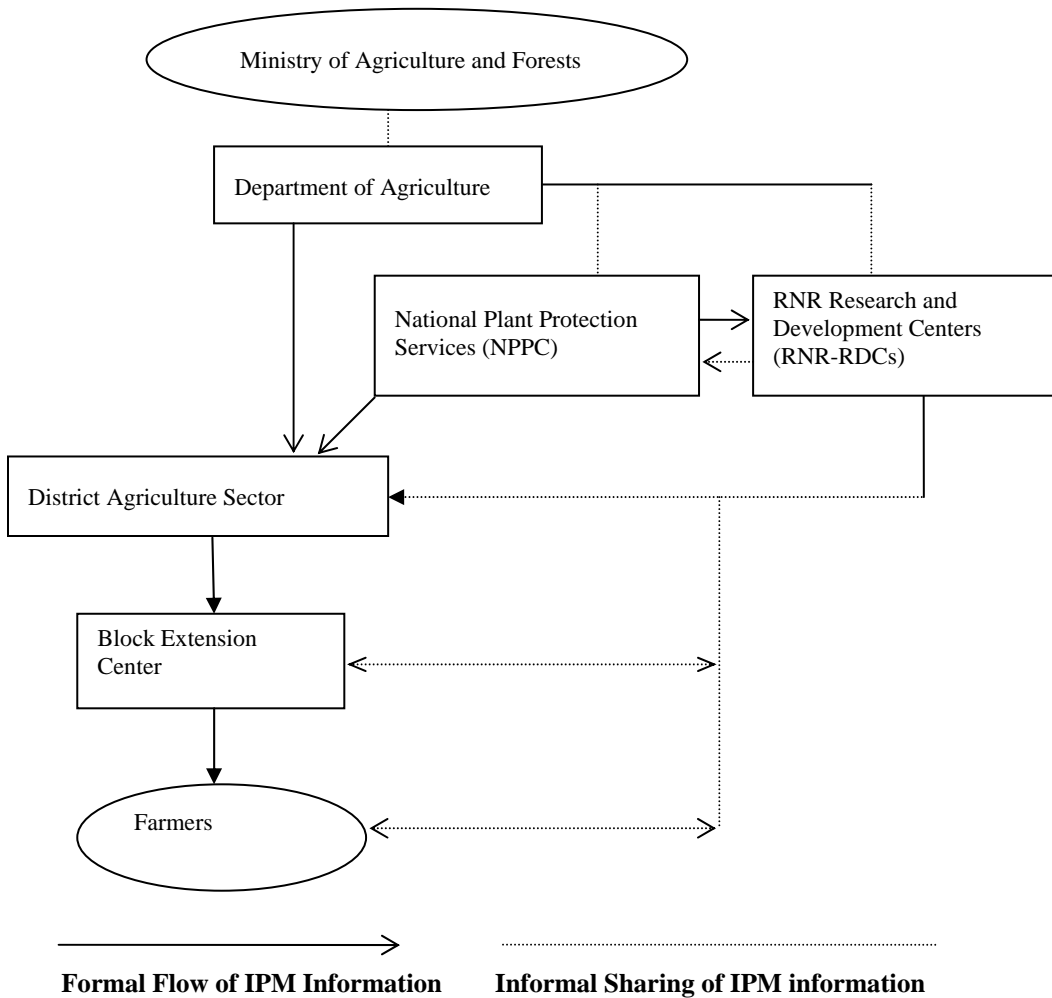 Ministry of Agriculture and Forests
Department of Agriculture
National Plant Protection
Services (NPPC)
RNR Research and
Development Centers
(RNR-RDCs)
District Agriculture Sector
Block Extension
Center
Farmers
Formal Flow of IPM Information
Informal Sharing of IPM information